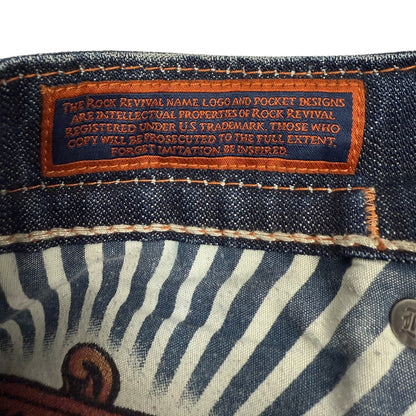 THE ROCK REVIVAL NAME, LOGO AND POCKET DESIGNS
ARE INTELLECTUAL PROPERTIES OF ROCK REVIVAL
REGISTERED UNDER U.S. TRADEMARK. THOSE WHO
COPY WILL BE PROSECUTED TO THE FULL EXTENT.
FORGET IMITATION, BE INSPIRED.